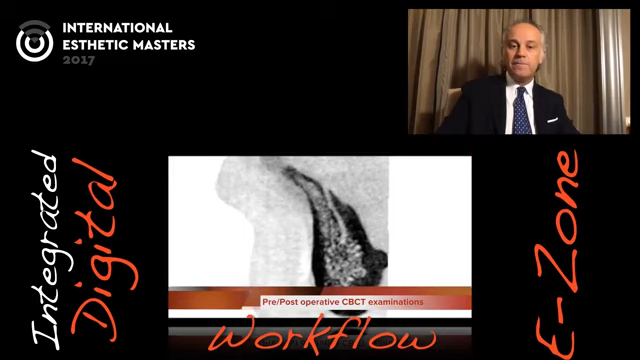 INTERNATIONAL
ESTHETIC MASTERS
2017
Integrated
Digital
E-Zone
Pre/Post operative CBCT examinations
Workflow